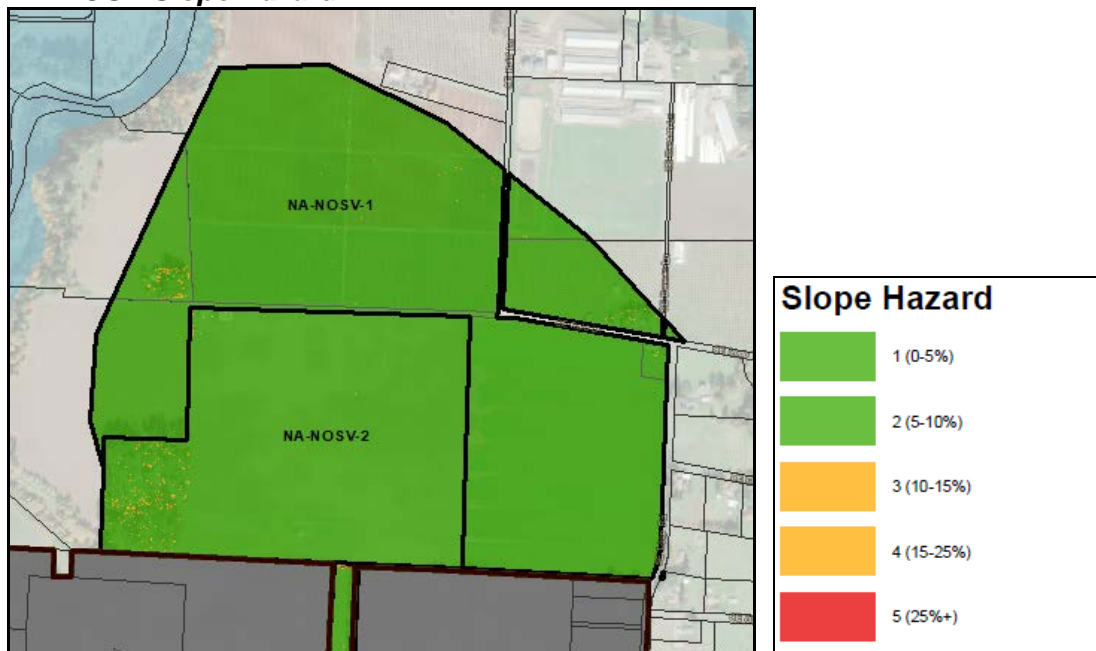 NA-NOSV-1
NA-NOSV-2
Slope Hazard
1 (0-5%)
2 (5-10%)
3 (10-15%)
4 (15-25%)
5 (25%+)